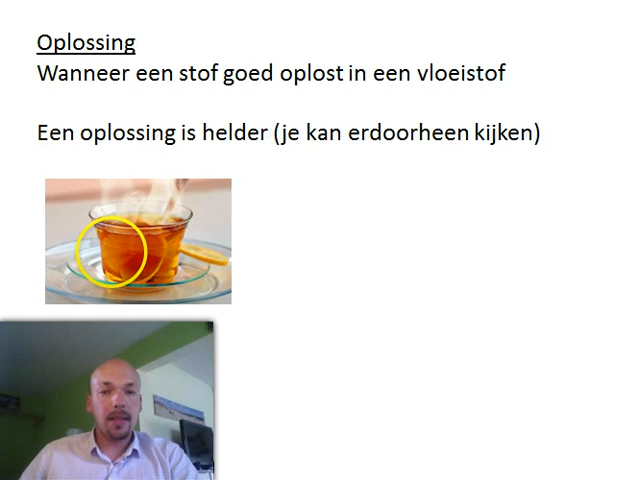 Oplossing
Wanneer een stof goed oplost in een vloeistof
Een oplossing is helder (je kan erdoorheen kijken)